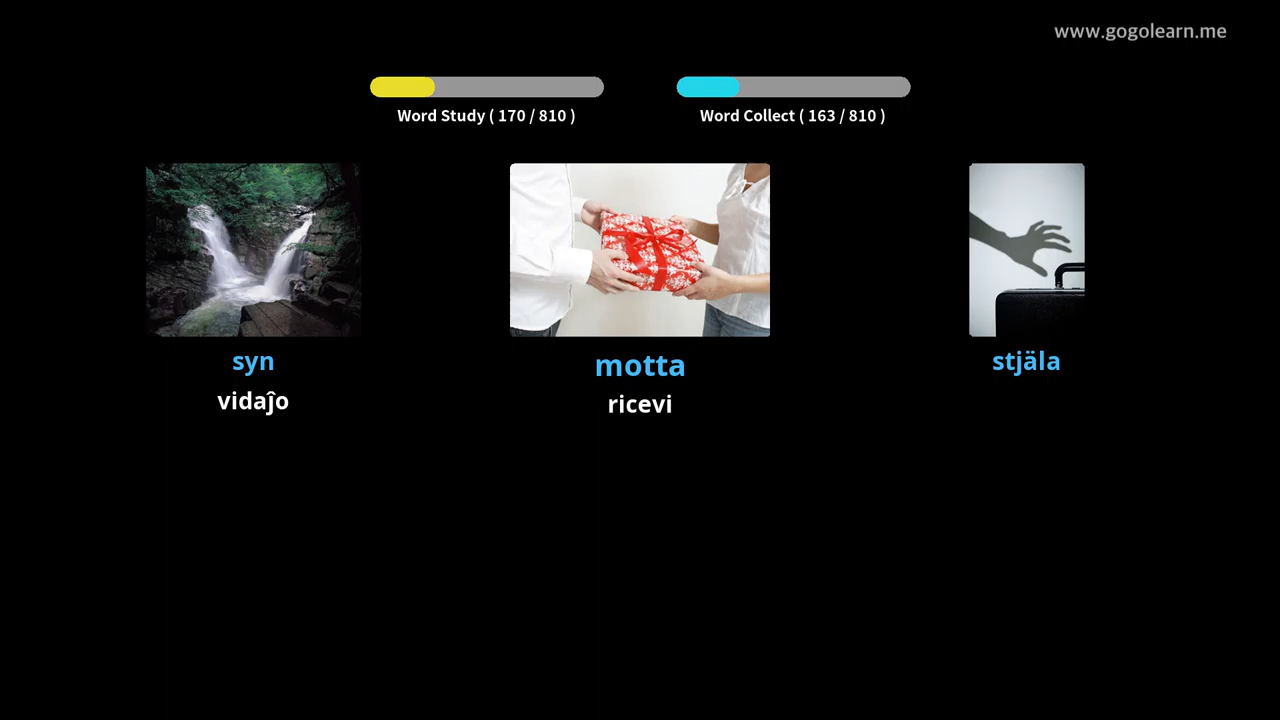 www.gogolearn.me
Word Study ( 170 / 810 )
Word Collect ( 163 / 810 )
syn
motta
stjäla
vidaĵo
ricevi